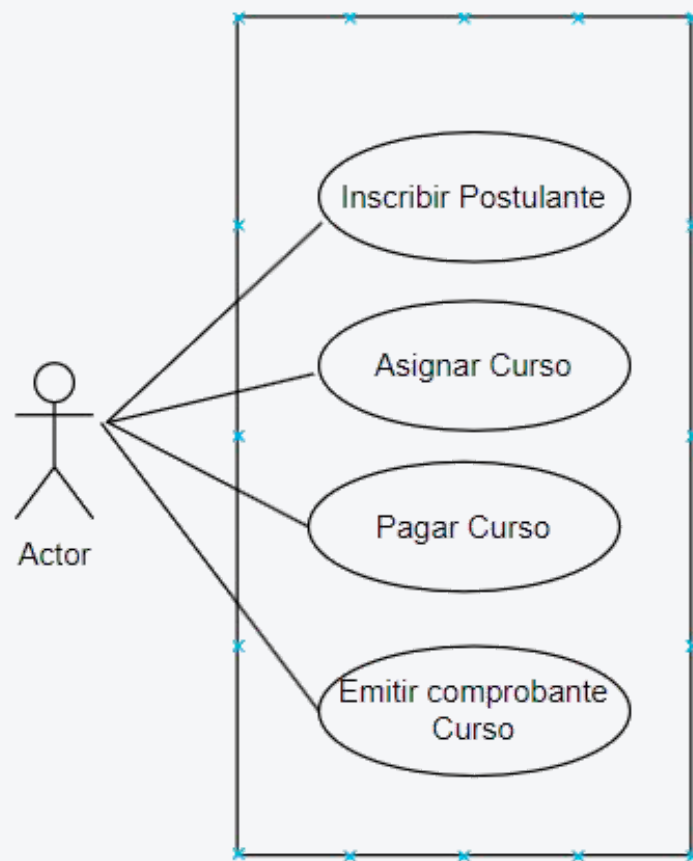 Inscribir Postulante
Asignar Curso
Pagar Curso
Actor
Emitir comprobante
Curso